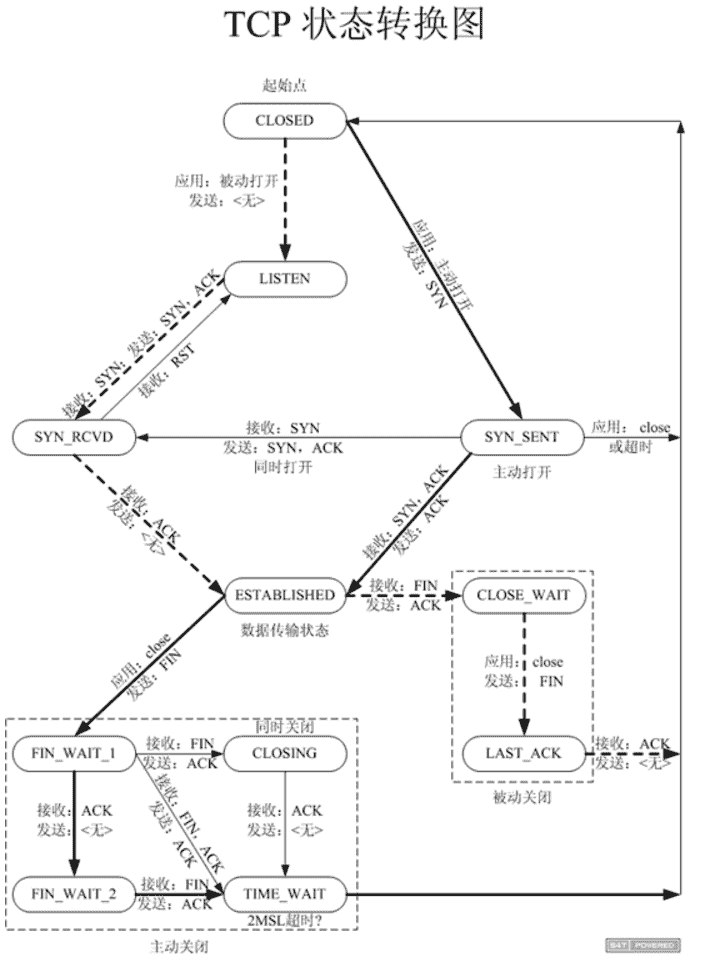 TCP 状态转换图
起始点
CLOSED
应用：被动打开
发送：<无>
应用：主动打开
发送：SYN
LISTEN
接收：SYN；发送：SYN，ACK
接收：RST
SYN_RCVD
接收：SYN
发送：SYN，ACK
同时打开
SYN_SENT
主动打开
应用：close
或超时
接收：ACK
发送：<无>
接收：SYN，ACK
发送：ACK
ESTABLISHED
数据传输状态
接收：FIN
发送：ACK
CLOSE_WAIT
应用：close
发送：FIN
应用：close
发送：FIN
LAST_ACK
接收：ACK
发送：<无>
被动关闭
同时关闭
FIN_WAIT_1
接收：FIN
发送：ACK
CLOSING
接收：ACK
发送：<无>
接收：FIN，ACK
发送：ACK
接收：ACK
发送：<无>
FIN_WAIT_2
接收：FIN
发送：ACK
TIME_WAIT
2MSL超时?
主动关闭
POWERED